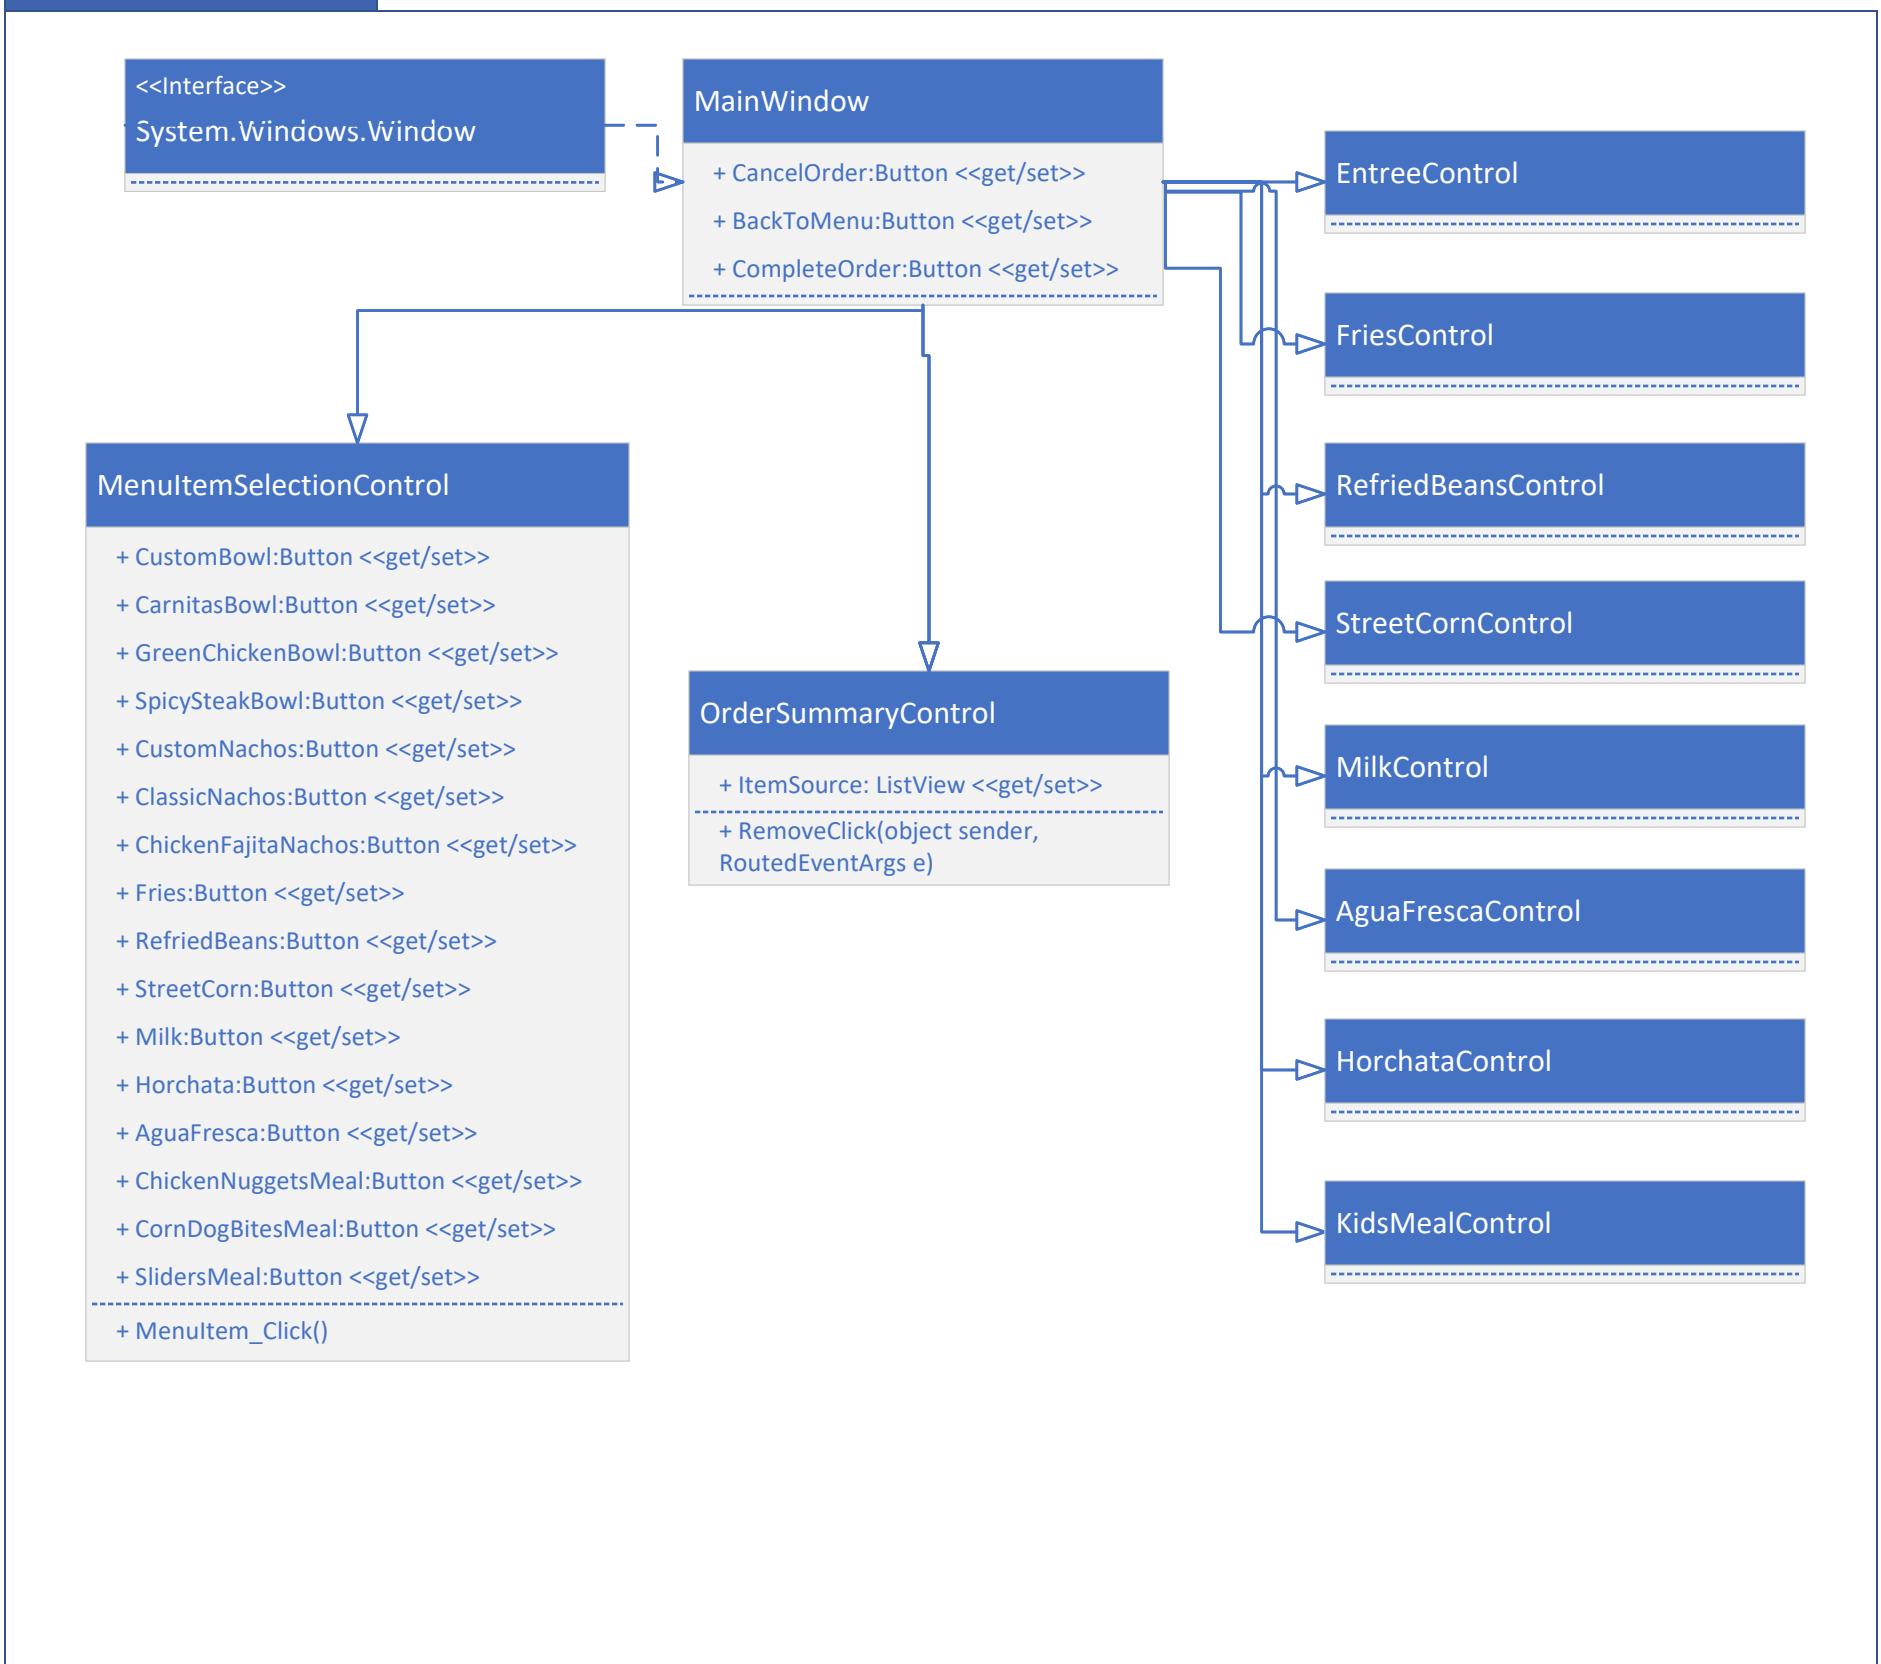 <<Interface>>
System.Windows.Window
MainWindow
+ CancelOrder:Button <<get/set>>
+ BackToMenu:Button <<get/set>>
+ CompleteOrder:Button <<get/set>>
EntreeControl
FriesControl
RefriedBeansControl
StreetCornControl
MilkControl
AguaFrescaControl
HorchataControl
KidsMealControl
MenuItemSelectionControl
+ CustomBowl:Button <<get/set>>
+ CarnitasBowl:Button <<get/set>>
+ GreenChickenBowl:Button <<get/set>>
+ SpicySteakBowl:Button <<get/set>>
+ CustomNachos:Button <<get/set>>
+ ClassicNachos:Button <<get/set>>
+ ChickenFajitaNachos:Button <<get/set>>
+ Fries:Button <<get/set>>
+ RefriedBeans:Button <<get/set>>
+ StreetCorn:Button <<get/set>>
+ Milk:Button <<get/set>>
+ Horchata:Button <<get/set>>
+ AguaFresca:Button <<get/set>>
+ ChickenNuggetsMeal:Button <<get/set>>
+ CornDogBitesMeal:Button <<get/set>>
+ SlidersMeal:Button <<get/set>>
+ MenuItem_Click()
OrderSummaryControl
+ ItemSource: ListView <<get/set>>
+ RemoveClick(object sender,
RoutedEventArgs e)